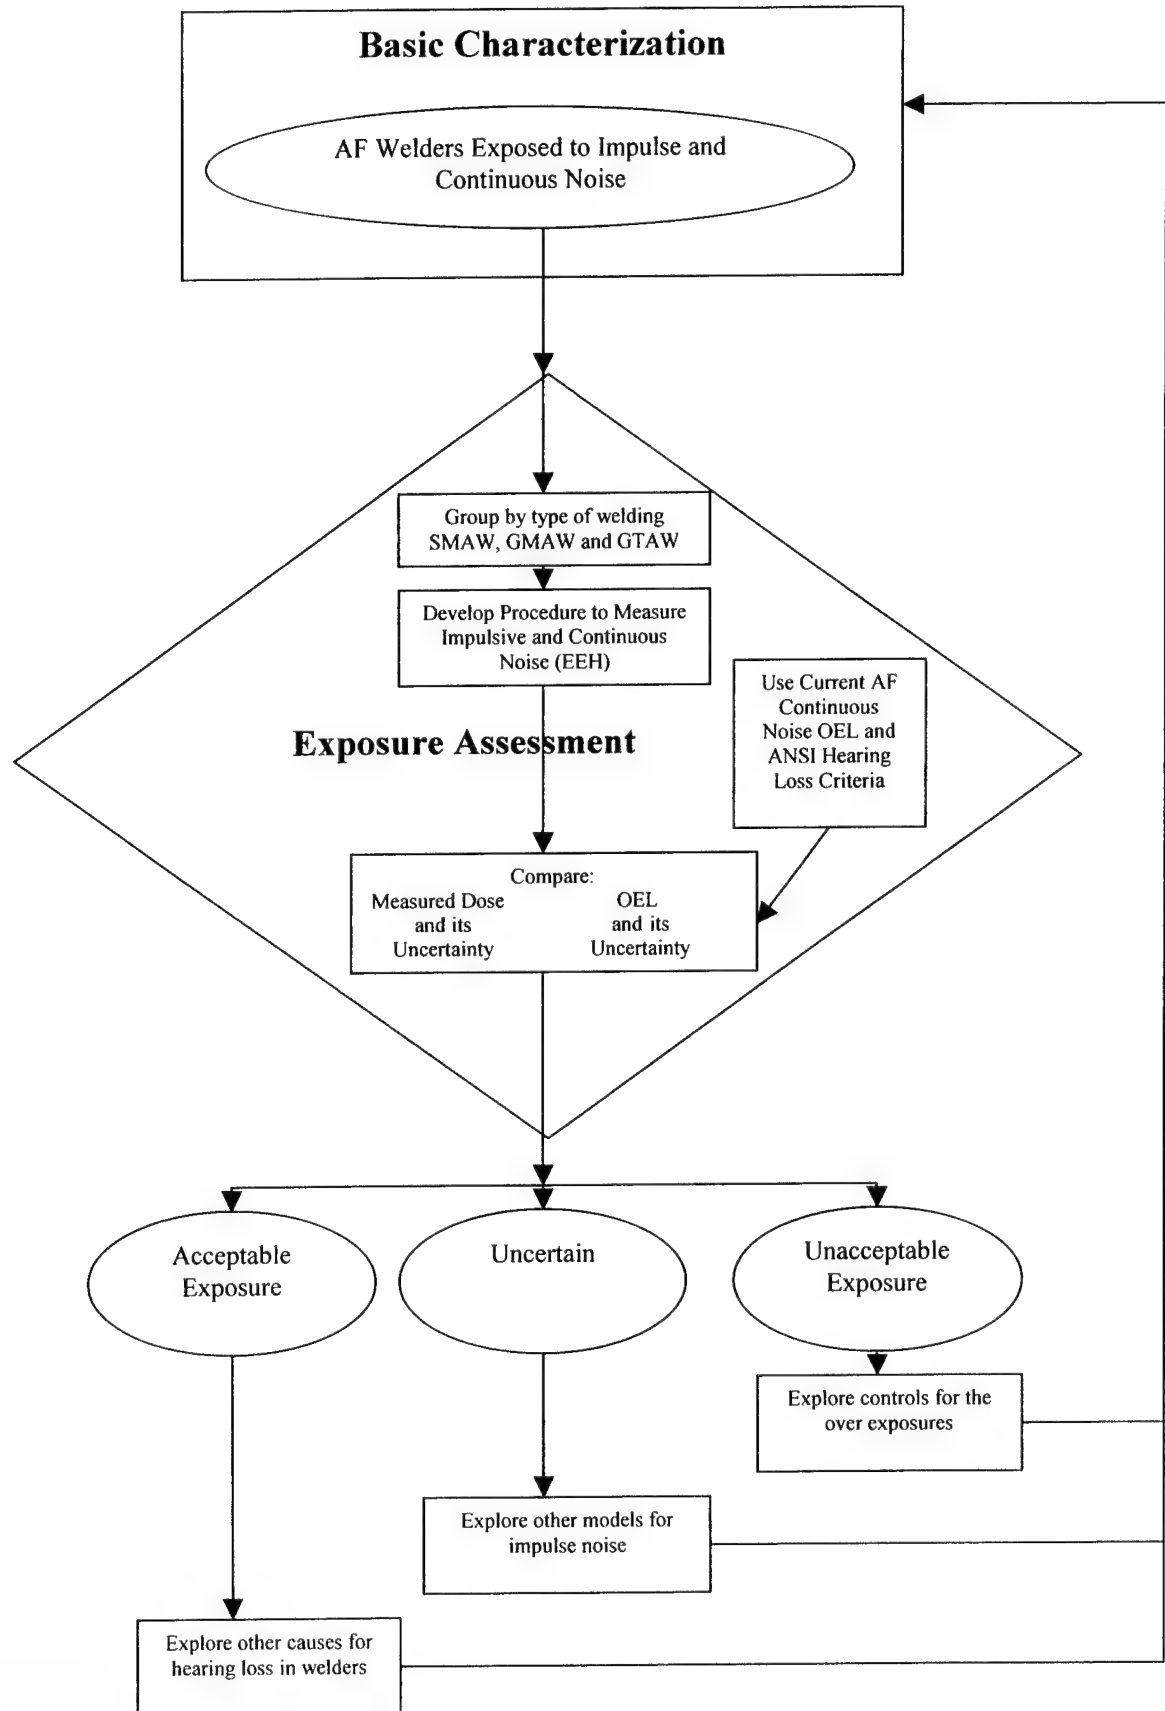 Basic Characterization
AF Welders Exposed to Impulse and
Continuous Noise
Group by type of welding
SMAW, GMAW and GTAW
Develop Procedure to Measure
Impulsive and Continuous
Noise (EEH)
Use Current AF
Continuous
Noise OEL and
ANSI Hearing
Loss Criteria
Exposure Assessment
Compare:
Measured Dose
and its
Uncertainty
OEL
and its
Uncertainty
Acceptable
Exposure
Uncertain
Unacceptable
Exposure
Explore controls for the
over exposures
Explore other models for
impulse noise
Explore other causes for
hearing loss in welders